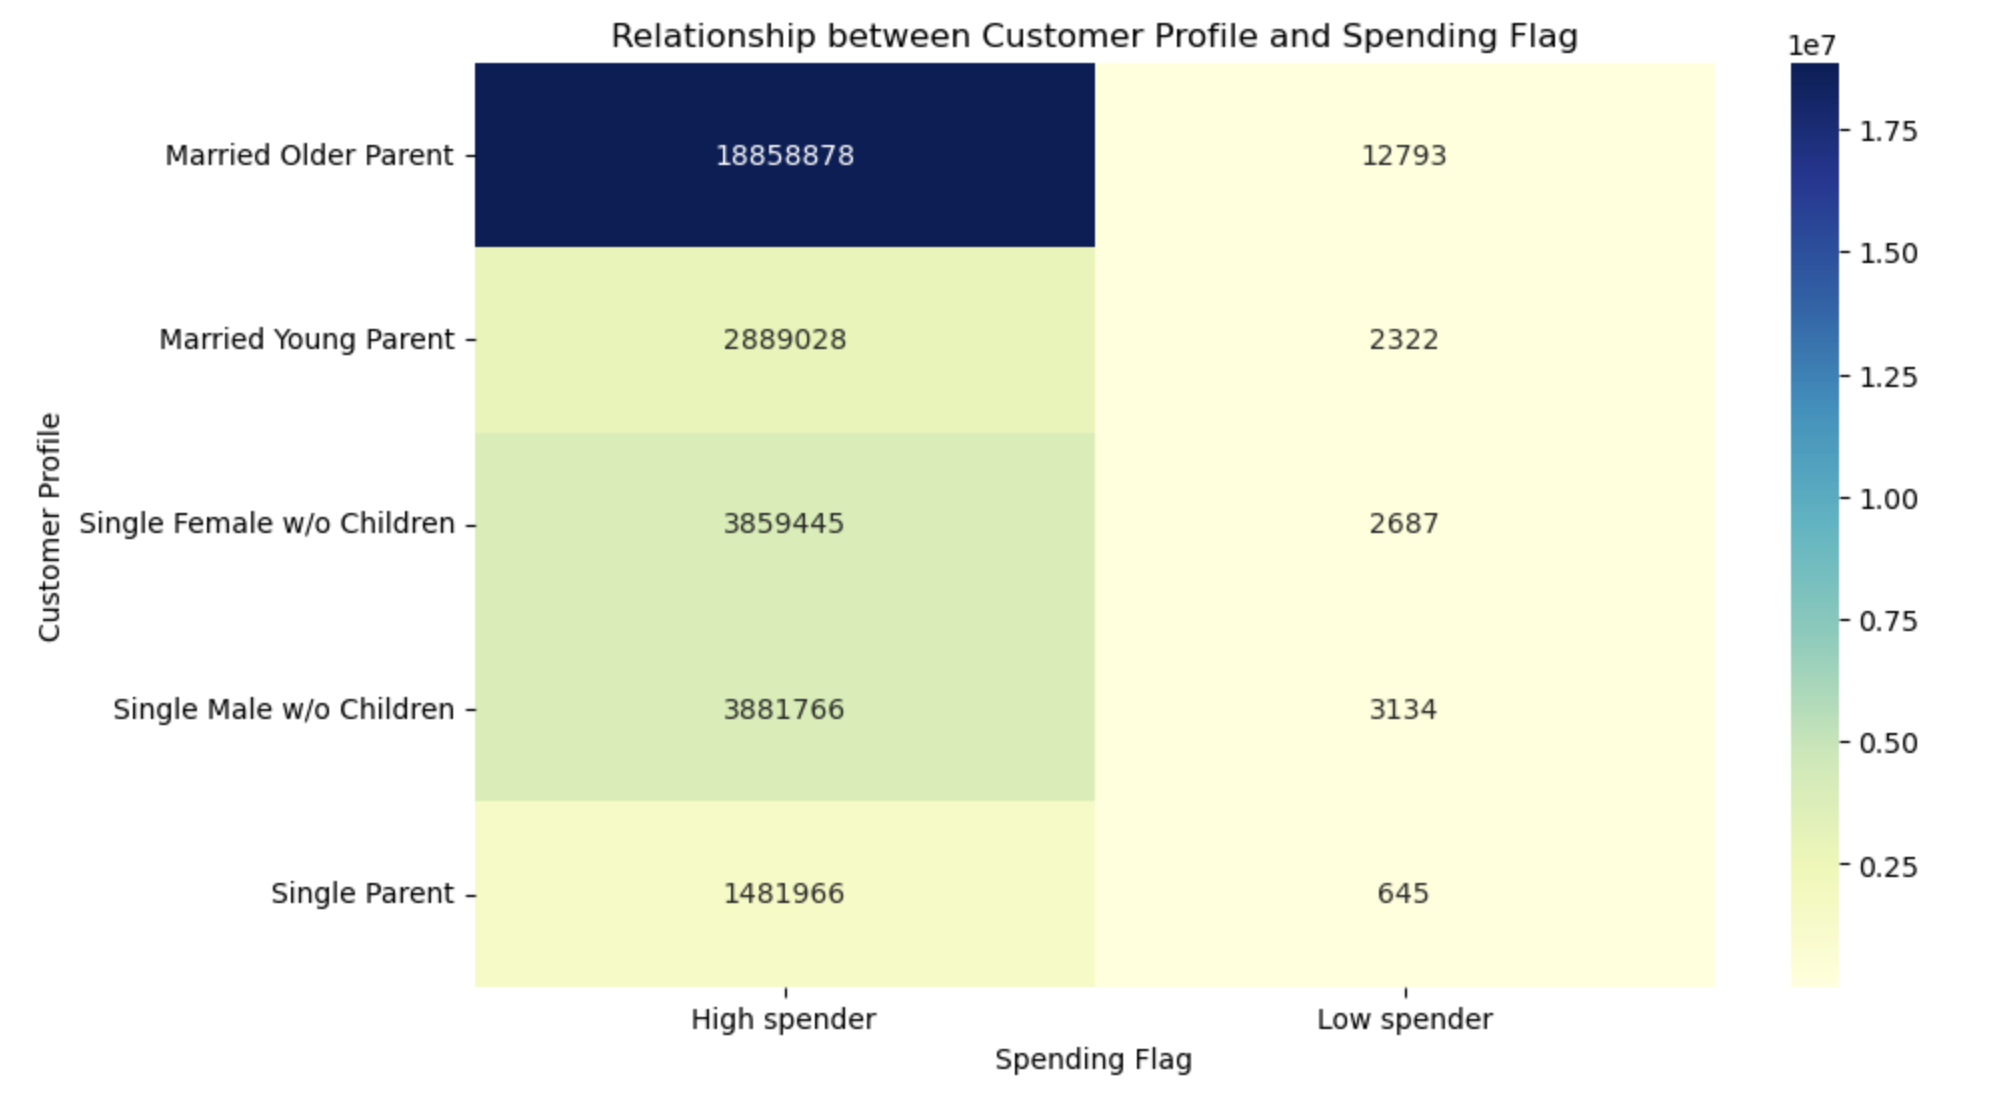 Relationship between Customer Profile and Spending Flag
1e7
Married Older Parent
18858878
12793
1.75
1.50
Married Young Parent
2889028
2322
1.25
Customer Profile
Single Female w/o Children
3859445
2687
1.00
0.75
Single Male w/o Children
3881766
3134
0.50
Single Parent
1481966
645
0.25
High spender
Low spender
Spending Flag